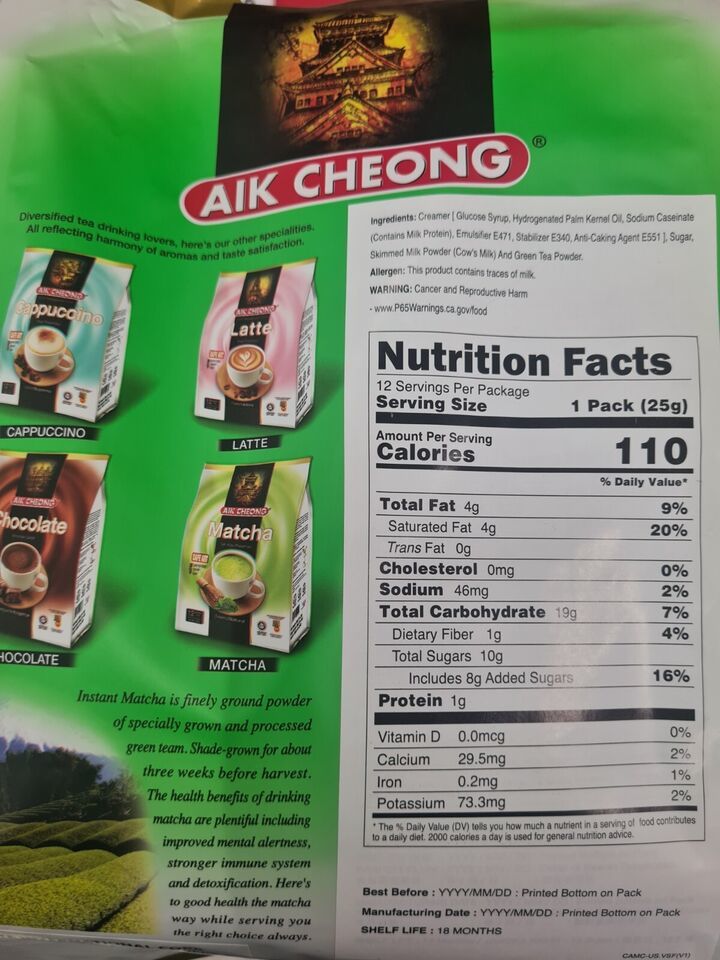 AIK CHEONG®
Diversified tea drinking lovers, here's our other specialities.
All reflecting harmony of aromas and taste satisfaction.
AIK CHEONG
Cappuccino
CAPPUCCINO
AIK CHEONG
Latte
LATTE
AIK CHEONG
Chocolate
HOCOLATE
AIK CHEONG
Matcha
MATCHA
Instant Matcha is finely ground powder
of specially grown and processed
green team. Shade-grown for about
three weeks before harvest.
The health benefits of drinking
matcha are plentiful including
improved mental alertness,
stronger immune system
and detoxification. Here's
to good health the matcha
way while serving you
the right choice always.
Ingredients: Creamer [ Glucose Syrup, Hydrogenated Palm Kernel Oil, Sodium Caseinate
(Contains Milk Protein), Emulsifier E471, Stabilizer E340, Anti-Caking Agent E551 ], Sugar,
Skimmed Milk Powder (Cow's Milk) And Green Tea Powder.
Allergen: This product contains traces of milk.
WARNING: Cancer and Reproductive Harm
- www.P65Warnings.ca.gov/food
Nutrition Facts
12 Servings Per Package
Serving Size 1 Pack (25g)
Amount Per Serving
Calories 110
% Daily Value*
Total Fat 4g 9%
Saturated Fat 4g 20%
Trans Fat 0g
Cholesterol 0mg 0%
Sodium 46mg 2%
Total Carbohydrate 19g 7%
Dietary Fiber 1g 4%
Total Sugars 10g
Includes 8g Added Sugars 16%
Protein 1g
Vitamin D 0.0mcg 0%
Calcium 29.5mg 2%
Iron 0.2mg 1%
Potassium 73.3mg 2%
* The % Daily Value (DV) tells you how much a nutrient in a serving of food contributes
to a daily diet. 2000 calories a day is used for general nutrition advice.
Best Before : YYYY/MM/DD : Printed Bottom on Pack
Manufacturing Date : YYYY/MM/DD : Printed Bottom on Pack
SHELF LIFE : 18 MONTHS
CAMC-US.VSF(V1)